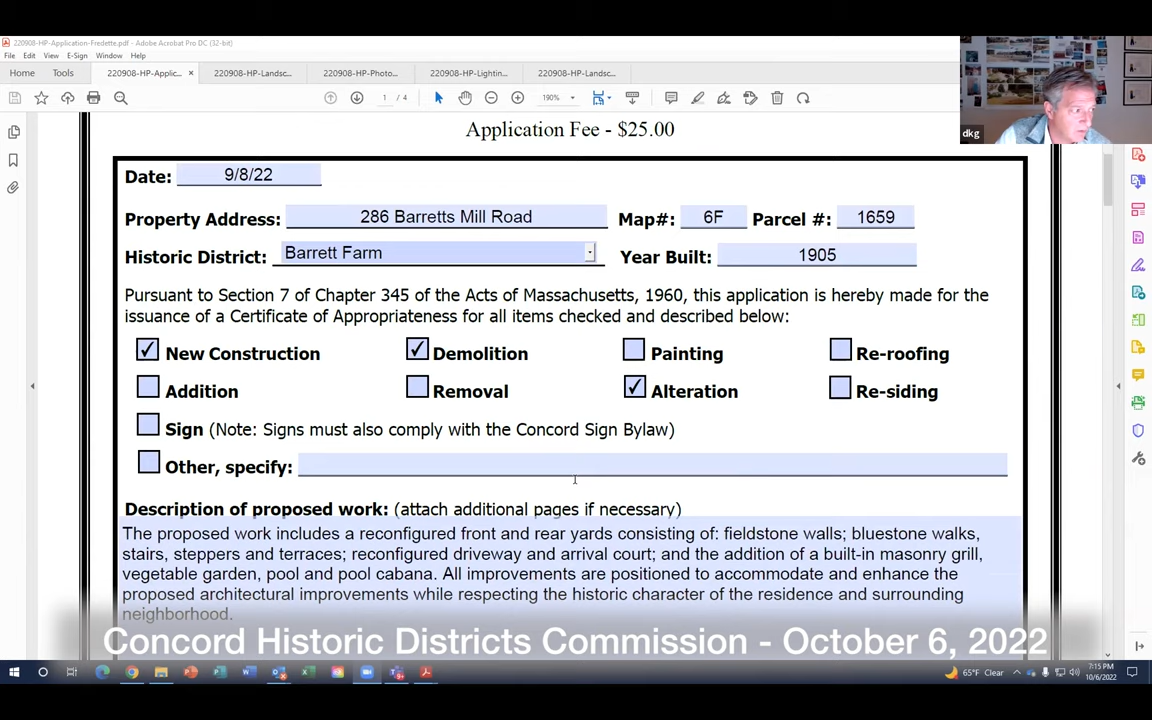 220908-HP-Application-Fredette.pdf - Adobe Acrobat Pro DC (32-bit)
File Edit View E-Sign Window Help
Home Tools 220908-HP-Applic... × 220908-HP-Landsc... 220908-HP-Photo... 220908-HP-Lightin... 220908-HP-Landsc...
1 / 4 190%
dkg
Application Fee - $25.00
Date: 9/8/22
Property Address: 286 Barretts Mill Road Map#: 6F Parcel #: 1659
Historic District: Barrett Farm Year Built: 1905
Pursuant to Section 7 of Chapter 345 of the Acts of Massachusetts, 1960, this application is hereby made for the
issuance of a Certificate of Appropriateness for all items checked and described below:
New Construction Demolition Painting Re-roofing
Addition Removal Alteration Re-siding
Sign (Note: Signs must also comply with the Concord Sign Bylaw)
Other, specify:
Description of proposed work: (attach additional pages if necessary)
The proposed work includes a reconfigured front and rear yards consisting of: fieldstone walls; bluestone walks,
stairs, steppers and terraces; reconfigured driveway and arrival court; and the addition of a built-in masonry grill,
vegetable garden, pool and pool cabana. All improvements are positioned to accommodate and enhance the
proposed architectural improvements while respecting the historic character of the residence and surrounding
neighborhood.
Concord Historic Districts Commission - October 6, 2022
65°F Clear
7:15 PM
10/6/2022